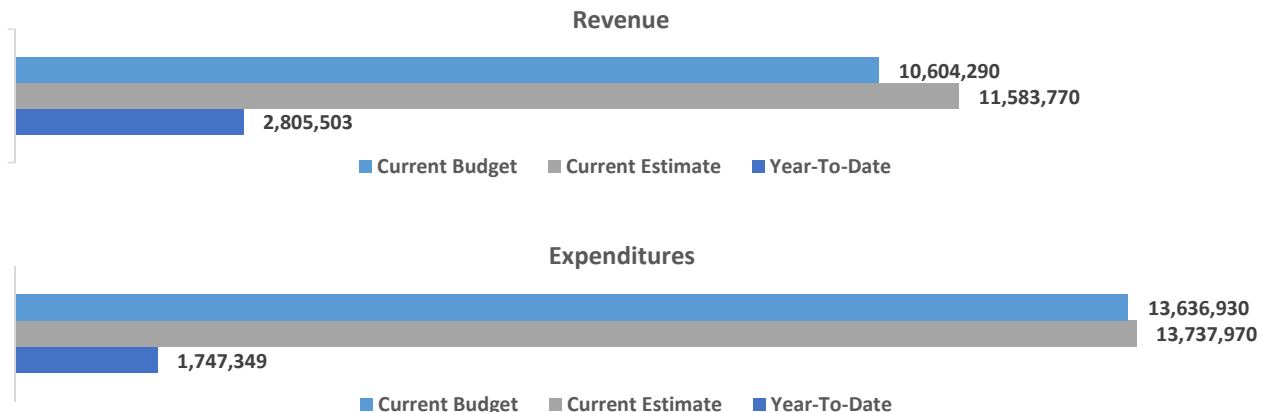 Revenue
10,604,290
11,583,770
2,805,503
Current Budget Current Estimate Year-To-Date
Expenditures
13,636,930
13,737,970
1,747,349
Current Budget Current Estimate Year-To-Date